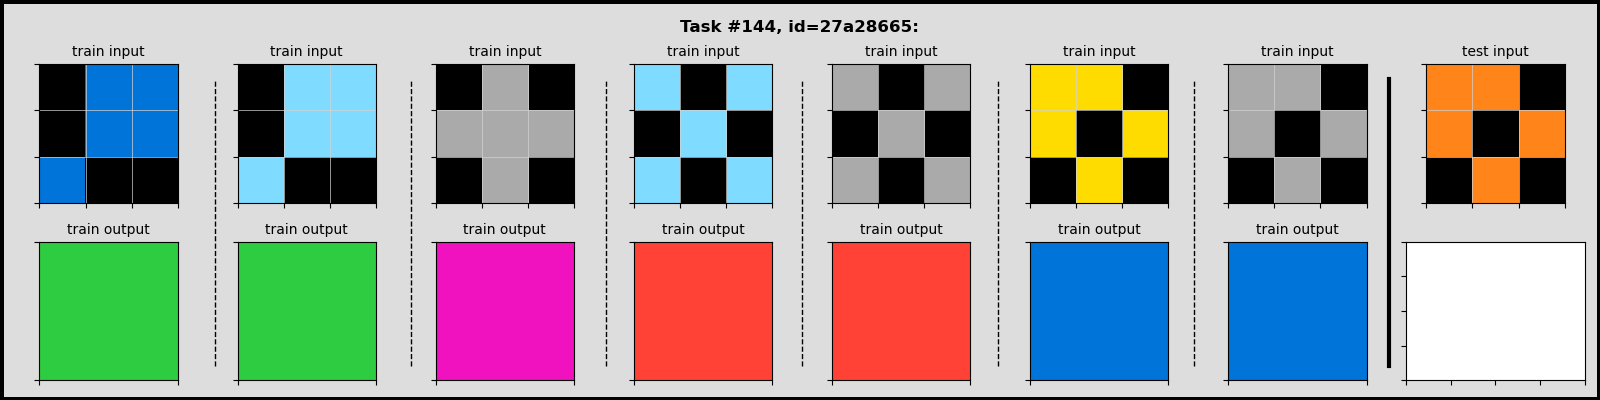 Task #144, id=27a28665:
train input train input train input train input train input train input train input test input
train output train output train output train output train output train output train output